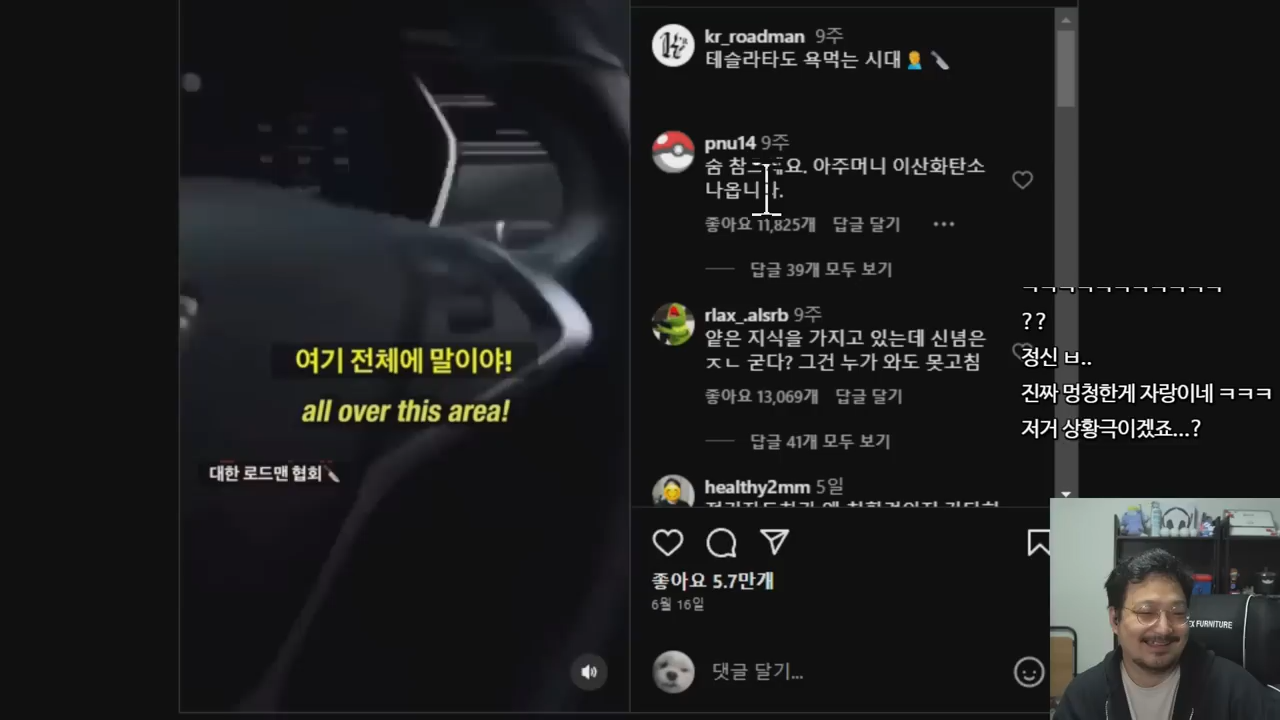 kr_roadman 9주
테슬라타도 욕먹는 시대
pnu14 9주
숨 아주머니 이산화탄소
나옵니다.
좋아요 11,825개 답글 달기
답글 39개 모두 보기
rlax_.alsrb 9주
얕은 지식을 가지고 있는데 신념은
ㅈㄴ 굳다? 그건 누가 와도 못고침
좋아요 13,069개 답글 달기
답글 41개 모두 보기
healthy2mm 5일
좋아요 5.7만개
6월 16일
댓글 달기...
여기 전체에 말이야!
all over this area!
대한 로드맨 협회
??
정신 ㅂ..
진짜 멍청한게 자랑이네 ㅋㅋㅋ
저거 상황극이겠죠...?
FURNITURE